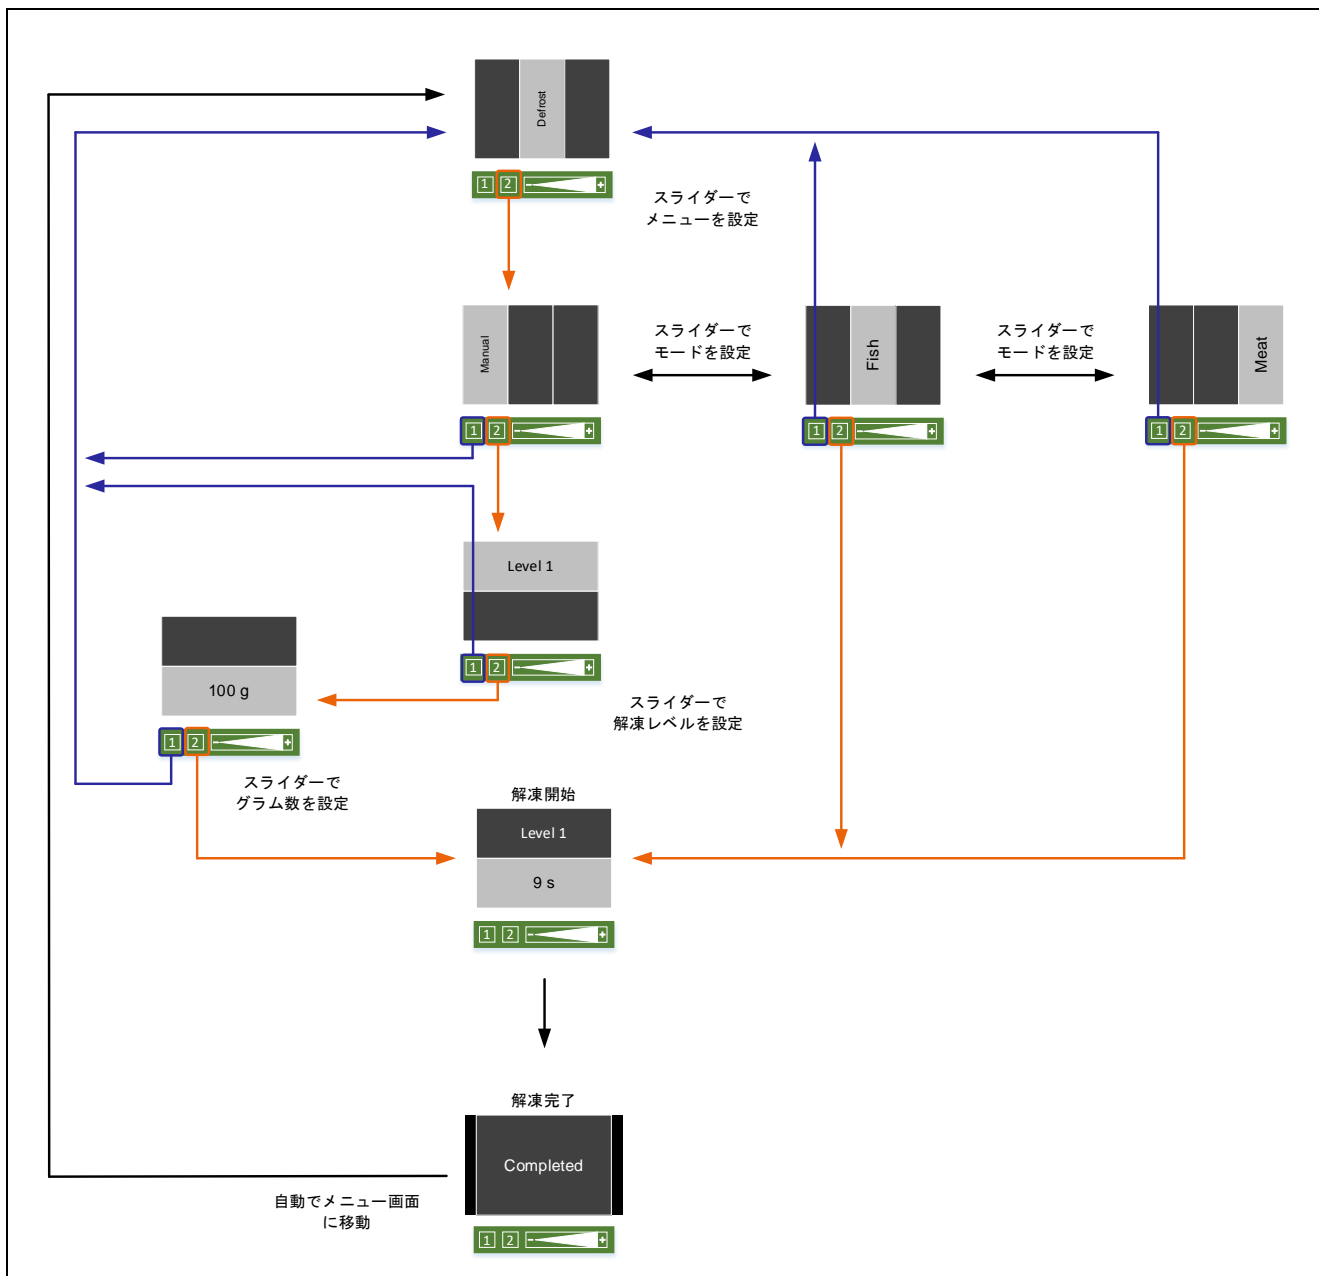 Defrost
1 2 - +
スライダーで
メニューを設定
Manual
1 2 - +
スライダーで
モードを設定
Fish
1 2 - +
スライダーで
モードを設定
Meat
1 2 - +
Level 1
1 2 - +
スライダーで
解凍レベルを設定
100 g
1 2 - +
スライダーで
グラム数を設定
解凍開始
Level 1
9 s
1 2 - +
解凍完了
Completed
1 2 - +
自動でメニュー画面
に移動